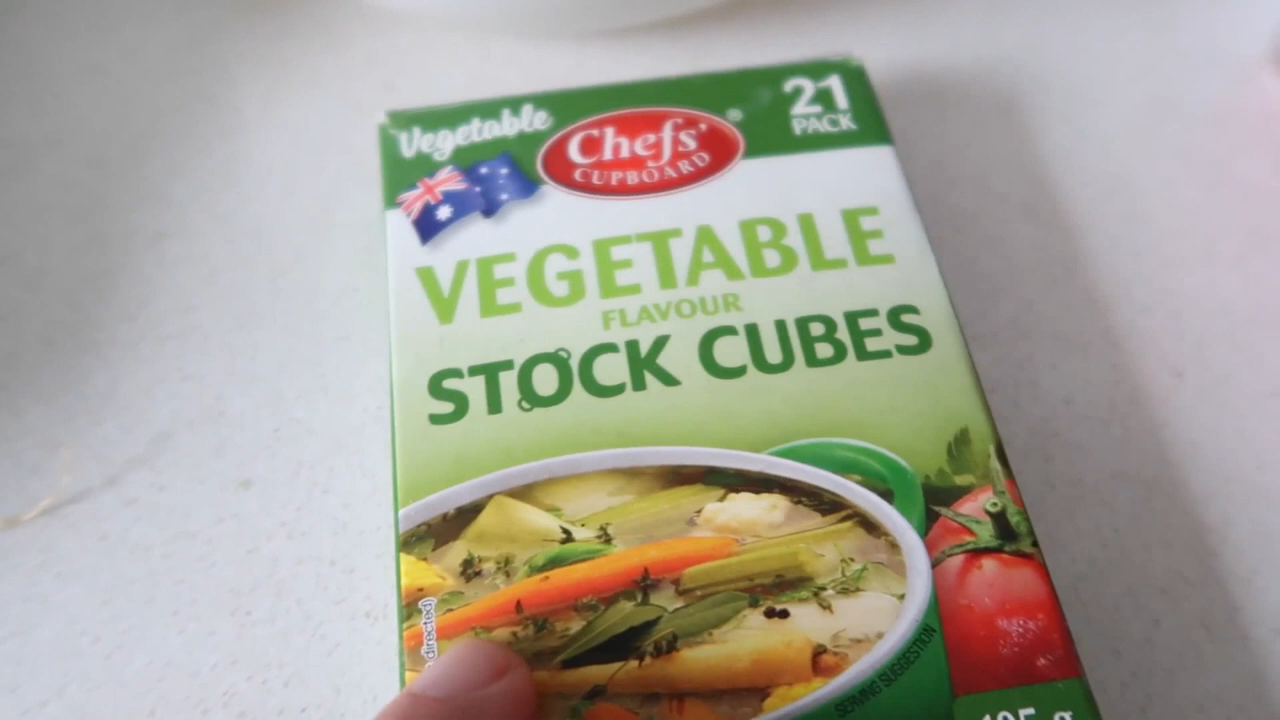 Vegetable
Chefs'
CUPBOARD
®
21
PACK
VEGETABLE
FLAVOUR
STOCK CUBES
directed)
SERVING SUGGESTION